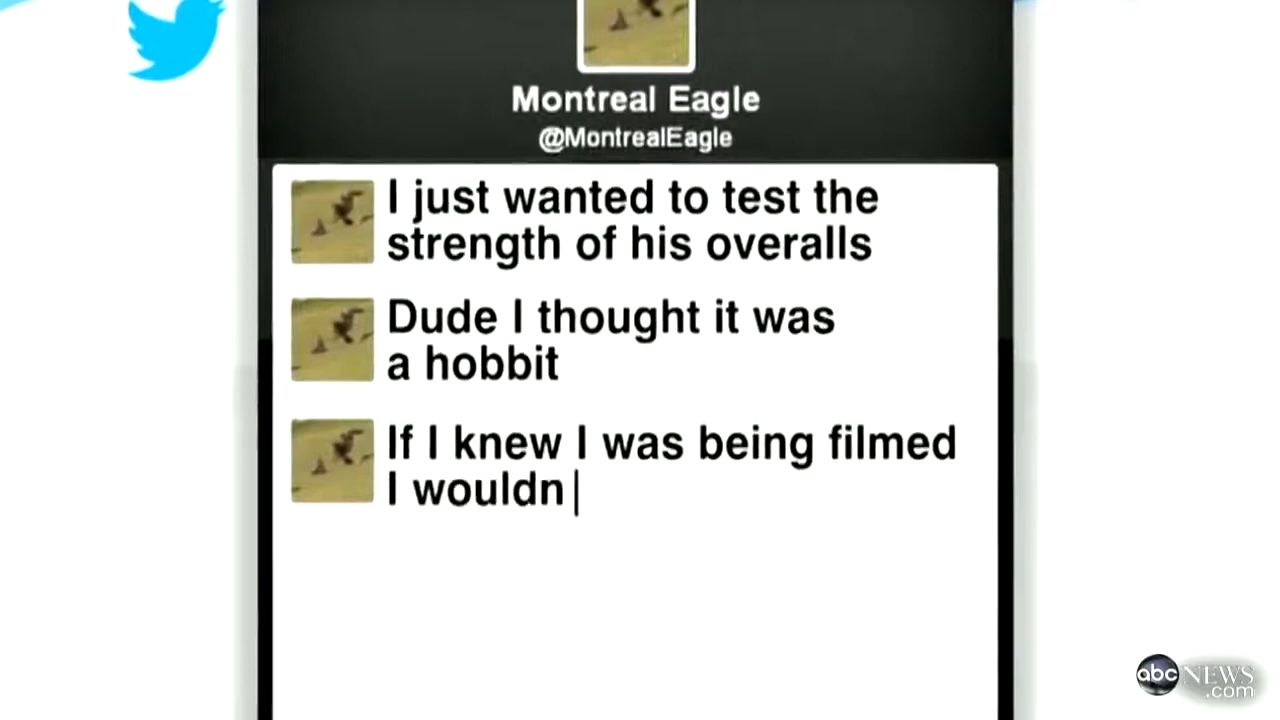 Montreal Eagle
@MontrealEagle
I just wanted to test the
strength of his overalls
Dude I thought it was
a hobbit
If I knew I was being filmed
I wouldn
abc NEWS
.com